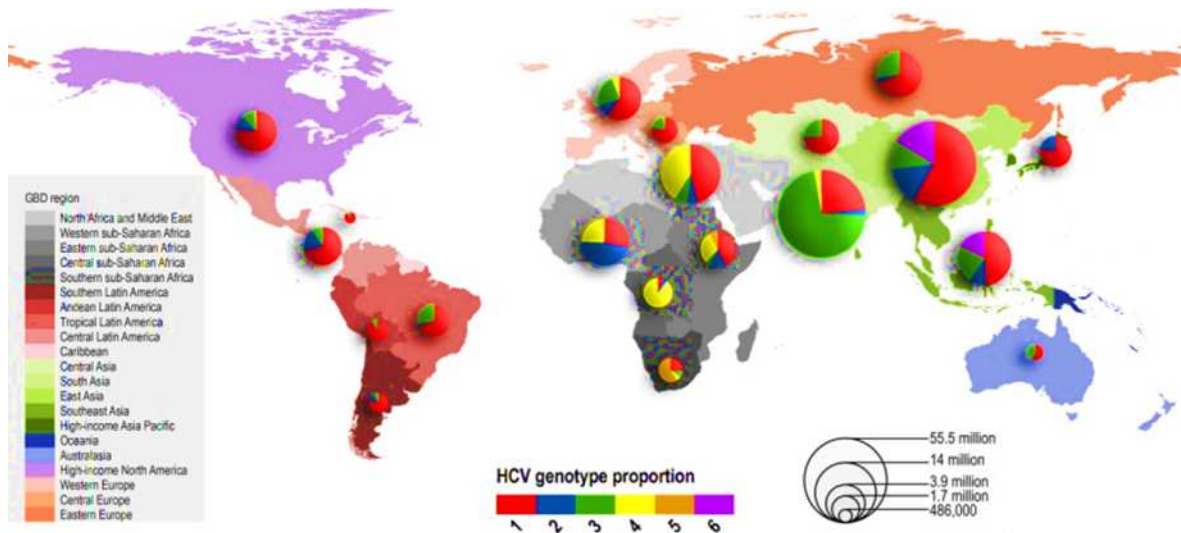 GBD region
North Africa and Middle East
Western sub-Saharan Africa
Eastern sub-Saharan Africa
Central sub-Saharan Africa
Southern sub-Saharan Africa
Southern Latin America
Andean Latin America
Tropical Latin America
Central Latin America
Caribbean
Central Asia
South Asia
East Asia
Southeast Asia
High-income Asia Pacific
Oceania
Australasia
High-income North America
Western Europe
Central Europe
Eastern Europe
HCV genotype proportion
1 2 3 4 5 6
55.5 million
14 million
3.9 million
1.7 million
486,000